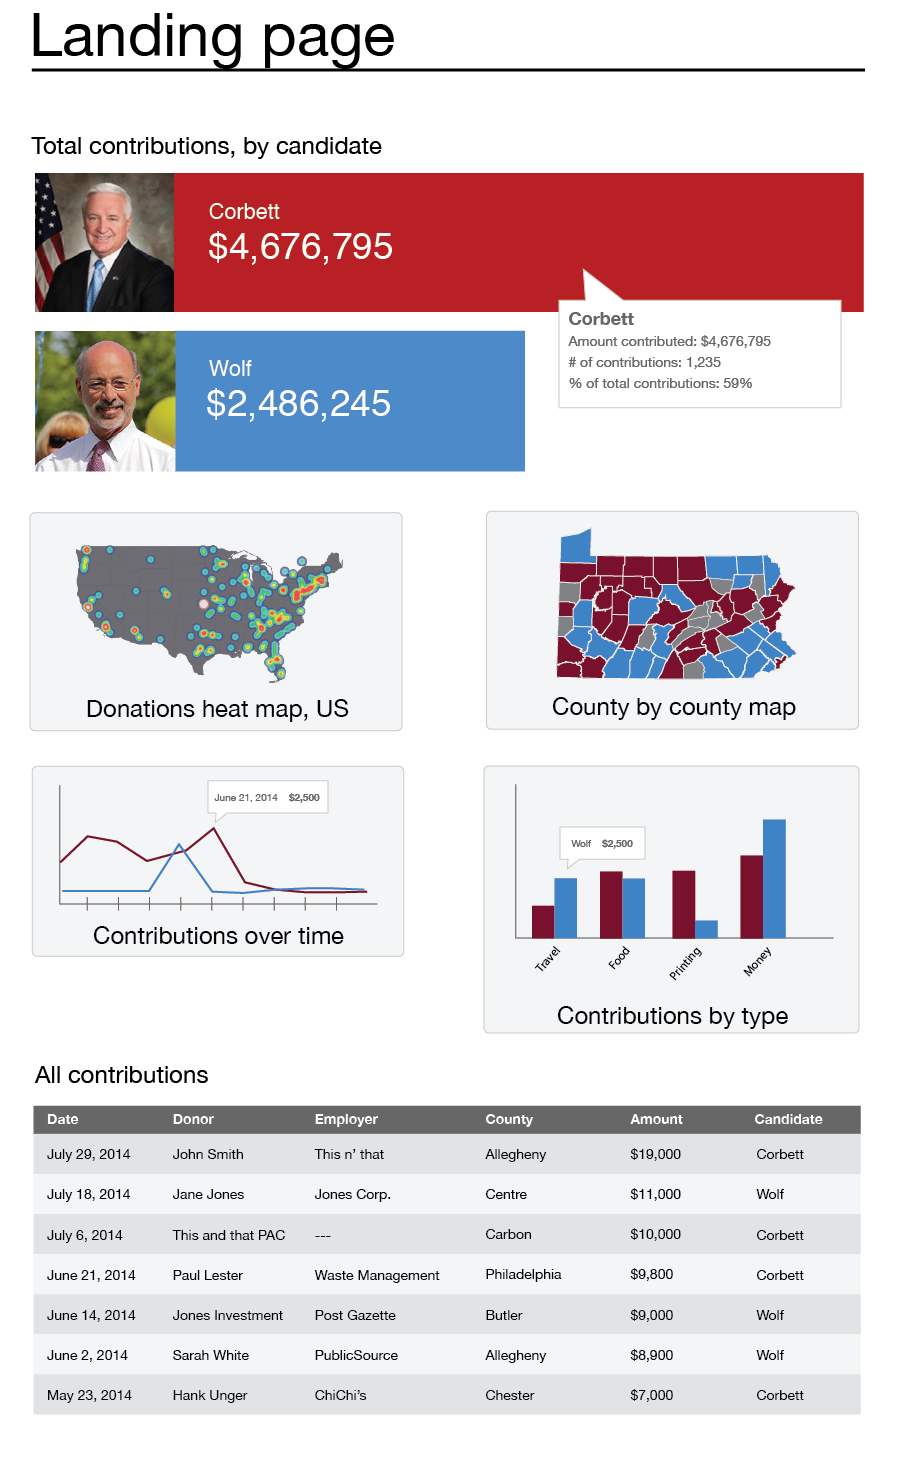 Landing page
Total contributions, by candidate
Corbett
$4,676,795
Corbett
Amount contributed: $4,676,795
# of contributions: 1,235
% of total contributions: 59%
Wolf
$2,486,245
Donations heat map, US
County by county map
June 21, 2014 $2,500
Contributions over time
Wolf $2,500
Travel
Food
Printing
Money
Contributions by type
All contributions
Date Donor Employer County Amount Candidate
July 29, 2014 John Smith This n’ that Allegheny $19,000 Corbett
July 18, 2014 Jane Jones Jones Corp. Centre $11,000 Wolf
July 6, 2014 This and that PAC --- Carbon $10,000 Corbett
June 21, 2014 Paul Lester Waste Management Philadelphia $9,800 Corbett
June 14, 2014 Jones Investment Post Gazette Butler $9,000 Wolf
June 2, 2014 Sarah White PublicSource Allegheny $8,900 Wolf
May 23, 2014 Hank Unger ChiChi’s Chester $7,000 Corbett